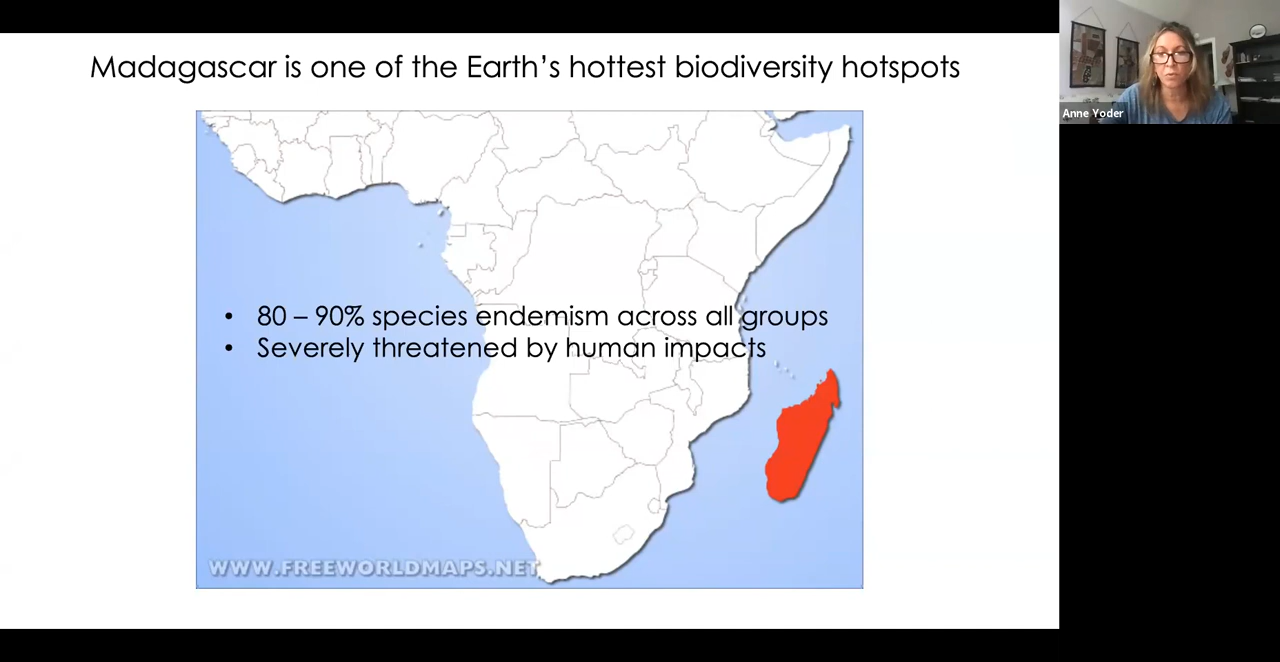 Madagascar is one of the Earth’s hottest biodiversity hotspots
Anne Yoder
• 80 – 90% species endemism across all groups
• Severely threatened by human impacts
WWW.FREEWORLDMAPS.NET